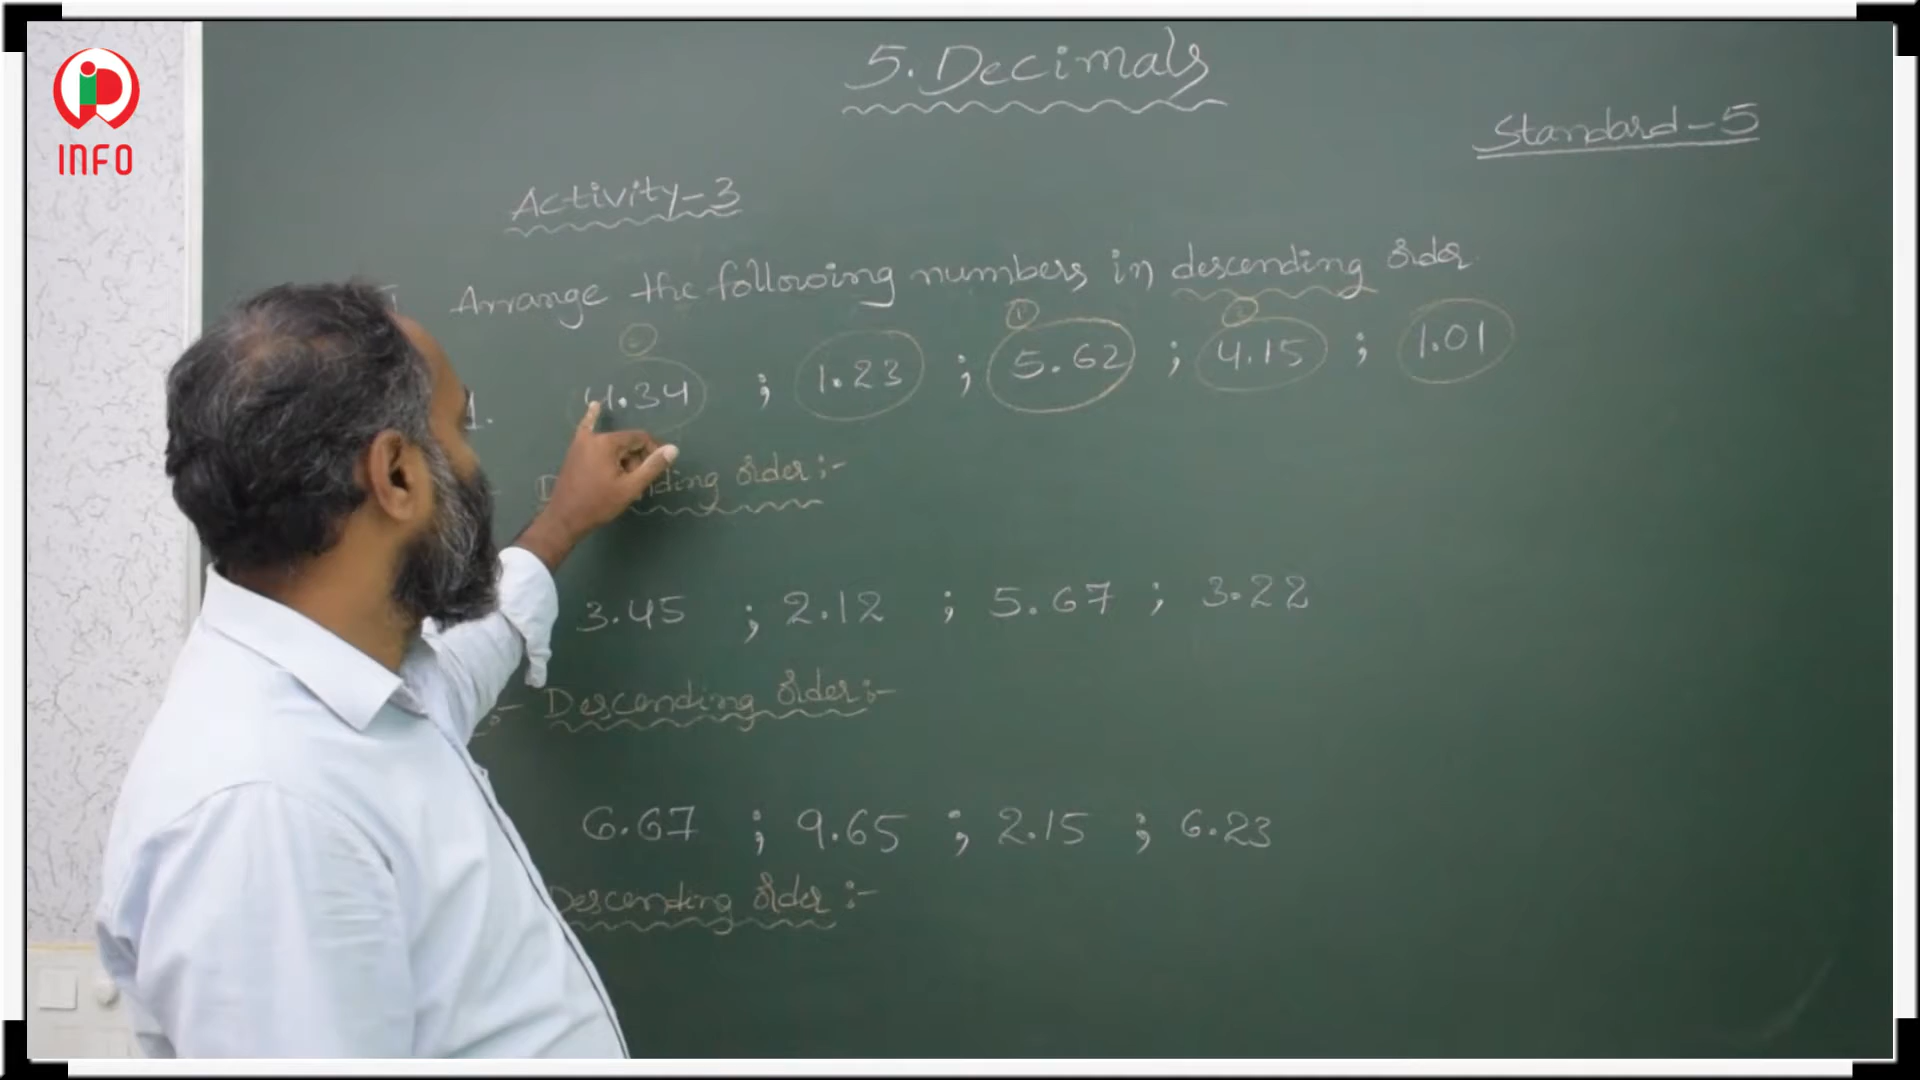 INFO
5. Decimals
Standard-5
Activity-3
I Arrange the following numbers in descending order.
1. 4.34 ; 1.23 ; 5.62 ; 4.15 ; 1.01
order :-
3.45 ; 2.12 ; 5.67 ; 3.22
:- Descending order :-
6.67 ; 9.65 ; 2.15 ; 6.23
Descending order :-